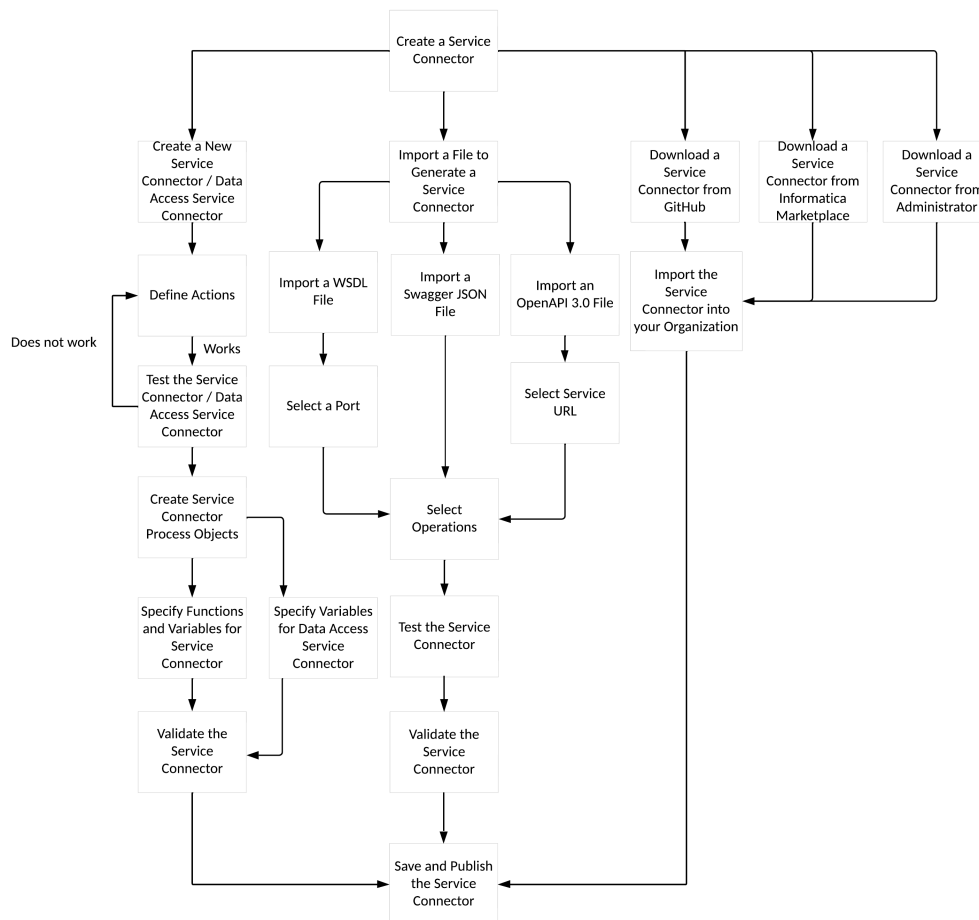 Create a Service
Connector
Create a New
Service
Connector / Data
Access Service
Connector
Import a File to
Generate a
Service
Connector
Download a
Service
Connector from
GitHub
Download a
Service
Connector from
Informatica
Marketplace
Download a
Service
Connector from
Administrator
Define Actions
Import a WSDL
File
Import a
Swagger JSON
File
Import an
OpenAPI 3.0 File
Import the
Service
Connector into
your Organization
Does not work
Works
Test the Service
Connector / Data
Access Service
Connector
Select a Port
Select Service
URL
Create Service
Connector
Process Objects
Select
Operations
Specify Functions
and Variables for
Service
Connector
Specify Variables
for Data Access
Service
Connector
Test the Service
Connector
Validate the
Service
Connector
Validate the
Service
Connector
Save and Publish
the Service
Connector